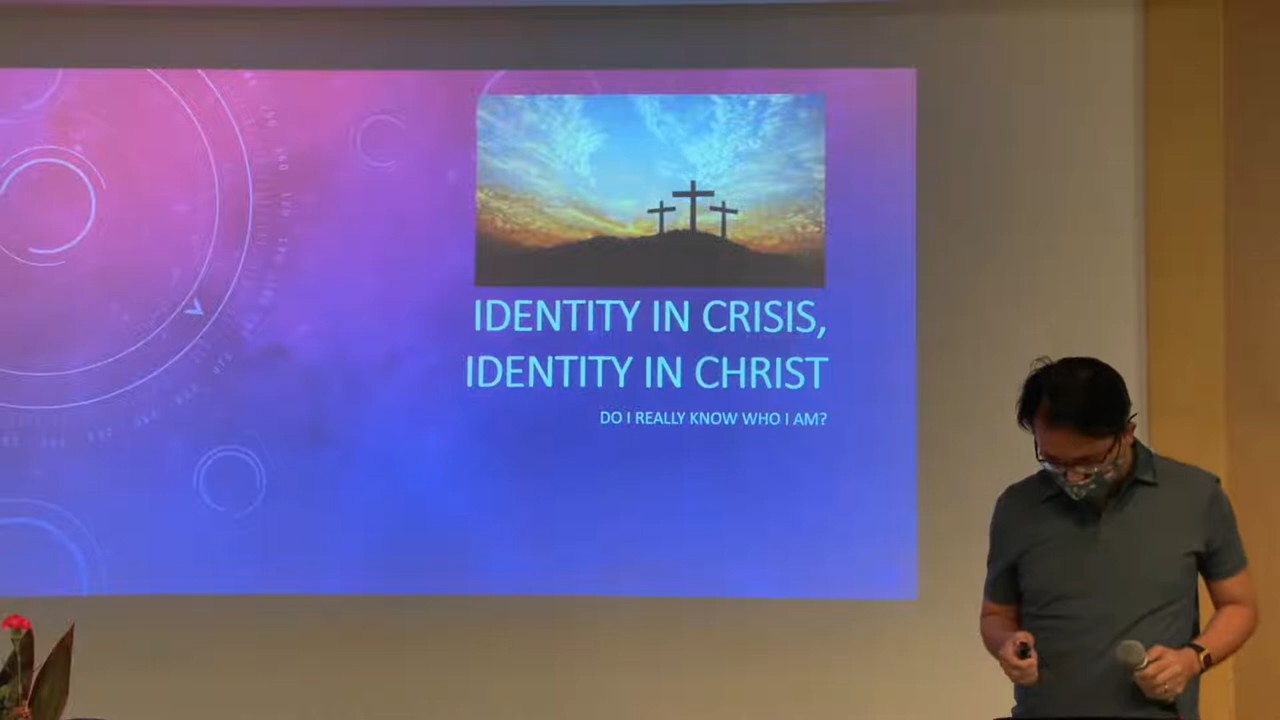 IDENTITY IN CRISIS,
IDENTITY IN CHRIST
DO I REALLY KNOW WHO I AM?